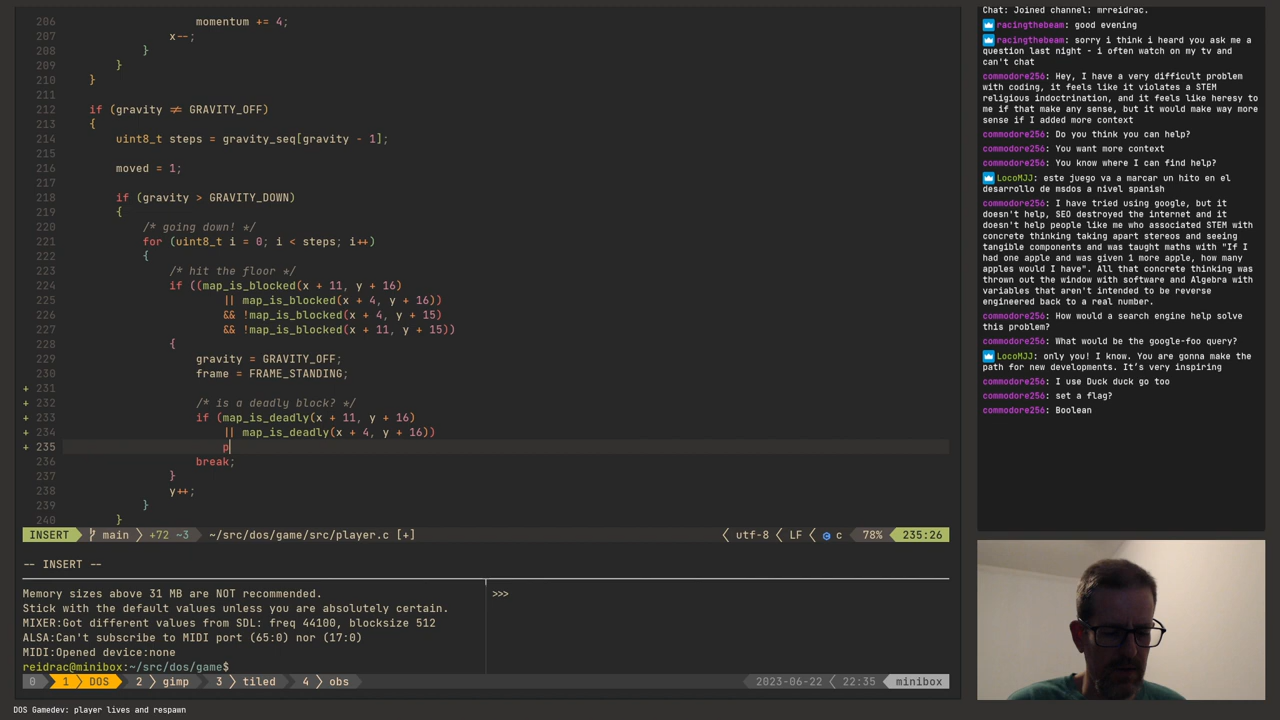 206 momentum += 4;
207 x--;
208 }
209 }
210 }
211
212 if (gravity ≠ GRAVITY_OFF)
213 {
214 uint8_t steps = gravity_seq[gravity - 1];
215
216 moved = 1;
217
218 if (gravity > GRAVITY_DOWN)
219 {
220 /* going down! */
221 for (uint8_t i = 0; i < steps; i++)
222 {
223 /* hit the floor */
224 if ((map_is_blocked(x + 11, y + 16)
225 || map_is_blocked(x + 4, y + 16))
226 && !map_is_blocked(x + 4, y + 15)
227 && !map_is_blocked(x + 11, y + 15))
228 {
229 gravity = GRAVITY_OFF;
230 frame = FRAME_STANDING;
+ 231
+ 232 /* is a deadly block? */
+ 233 if (map_is_deadly(x + 11, y + 16)
+ 234 || map_is_deadly(x + 4, y + 16))
+ 235 p
236 break;
237 }
238 y++;
239 }
240 }
INSERT main +72 ~3 ~/src/dos/game/src/player.c [+] utf-8 LF c 78% 235:26
-- INSERT --
Memory sizes above 31 MB are NOT recommended.
Stick with the default values unless you are absolutely certain.
MIXER:Got different values from SDL: freq 44100, blocksize 512
ALSA:Can't subscribe to MIDI port (65:0) nor (17:0)
MIDI:Opened device:none
reidrac@minibox:~/src/dos/game$
>>>
0 1 DOS 2 gimp 3 tiled 4 obs 2023-06-22 22:35 minibox
DOS Gamedev: player lives and respawn
Chat: Joined channel: mrreidrac.
racingthebeam: good evening
racingthebeam: sorry i think i heard you ask me a
question last night - i often watch on my tv and
can't chat
commodore256: Hey, I have a very difficult problem
with coding, it feels like it violates a STEM
religious indoctrination, and it feels like heresy to
me if that make any sense, but it would make way more
sense if I added more context
commodore256: Do you think you can help?
commodore256: You want more context
commodore256: You know where I can find help?
LocoMJJ: este juego va a marcar un hito en el
desarrollo de msdos a nivel spanish
commodore256: I have tried using google, but it
doesn't help, SEO destroyed the internet and it
doesn't help people like me who associated STEM with
concrete thinking taking apart stereos and seeing
tangible components and was taught maths with "If I
had one apple and was given 1 more apple, how many
apples would I have". All that concrete thinking was
thrown out the window with software and Algebra with
variables that aren't intended to be reverse
engineered back to a real number.
commodore256: How would a search engine help solve
this problem?
commodore256: What would be the google-foo query?
LocoMJJ: only you! I know. You are gonna make the
path for new developments. It's very inspiring
commodore256: I use Duck duck go too
commodore256: set a flag?
commodore256: Boolean